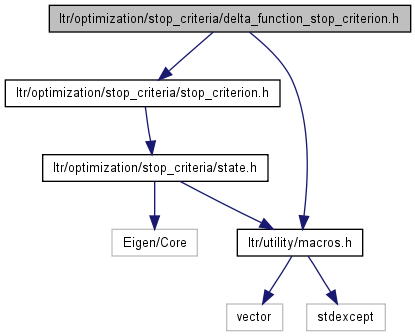 ltr/optimization/stop_criteria/delta_function_stop_criterion.h
ltr/optimization/stop_criteria/stop_criterion.h
ltr/optimization/stop_criteria/state.h
Eigen/Core
ltr/utility/macros.h
vector
stdexcept